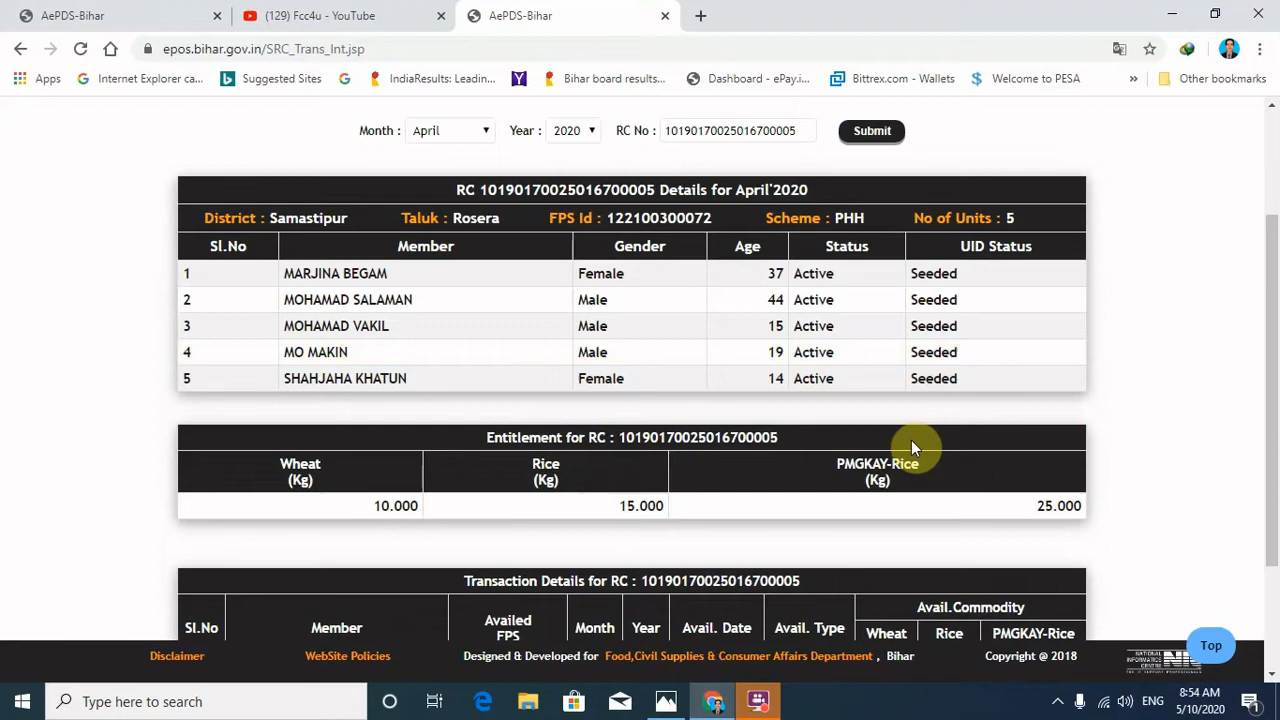 AePDS-Bihar
(129) Fcc4u - YouTube
AePDS-Bihar
epos.bihar.gov.in/SRC_Trans_Int.jsp
Apps Internet Explorer ca... Suggested Sites IndiaResults: Leadin... Bihar board results... Dashboard - ePay.i... Bittrex.com - Wallets Welcome to PESA » Other bookmarks
Month : April Year : 2020 RC No : 10190170025016700005 Submit
RC 10190170025016700005 Details for April'2020
District : Samastipur Taluk : Rosera FPS Id : 122100300072 Scheme : PHH No of Units : 5
Sl.No Member Gender Age Status UID Status
1 MARJINA BEGAM Female 37 Active Seeded
2 MOHAMAD SALAMAN Male 44 Active Seeded
3 MOHAMAD VAKIL Male 15 Active Seeded
4 MO MAKIN Male 19 Active Seeded
5 SHAHJAHA KHATUN Female 14 Active Seeded
Entitlement for RC : 10190170025016700005
Wheat (Kg) Rice (Kg) PMGKAY-Rice (Kg)
10.000 15.000 25.000
Transaction Details for RC : 10190170025016700005
Sl.No Member Availed FPS Month Year Avail. Date Avail. Type Avail.Commodity
Wheat Rice PMGKAY-Rice
Top
Disclaimer WebSite Policies Designed & Developed for Food,Civil Supplies & Consumer Affairs Department , Bihar Copyright @ 2018
NATIONAL
INFORMATICS
CENTRE
NIC
Type here to search
ENG
8:54 AM
5/10/2020
1